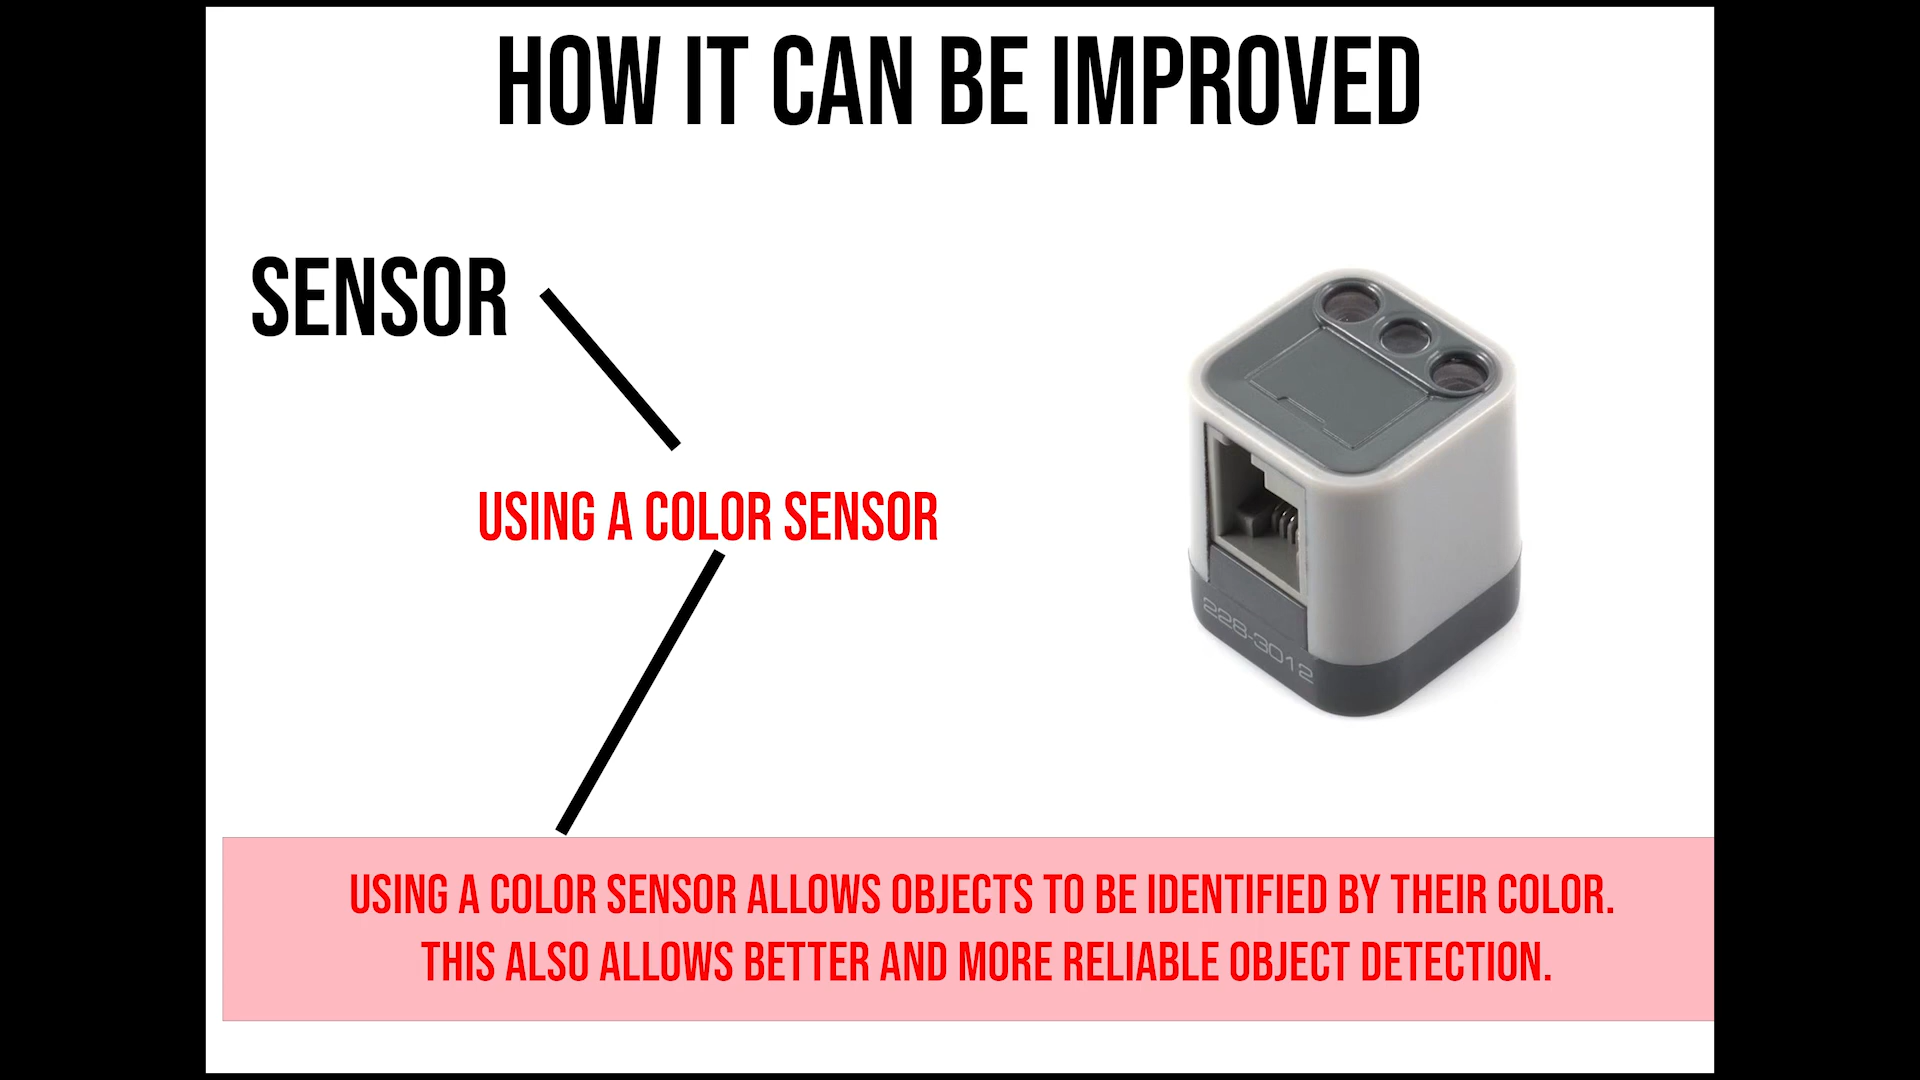 HOW IT CAN BE IMPROVED
SENSOR
USING A COLOR SENSOR
228-3012
USING A COLOR SENSOR ALLOWS OBJECTS TO BE IDENTIFIED BY THEIR COLOR.
THIS ALSO ALLOWS BETTER AND MORE RELIABLE OBJECT DETECTION.